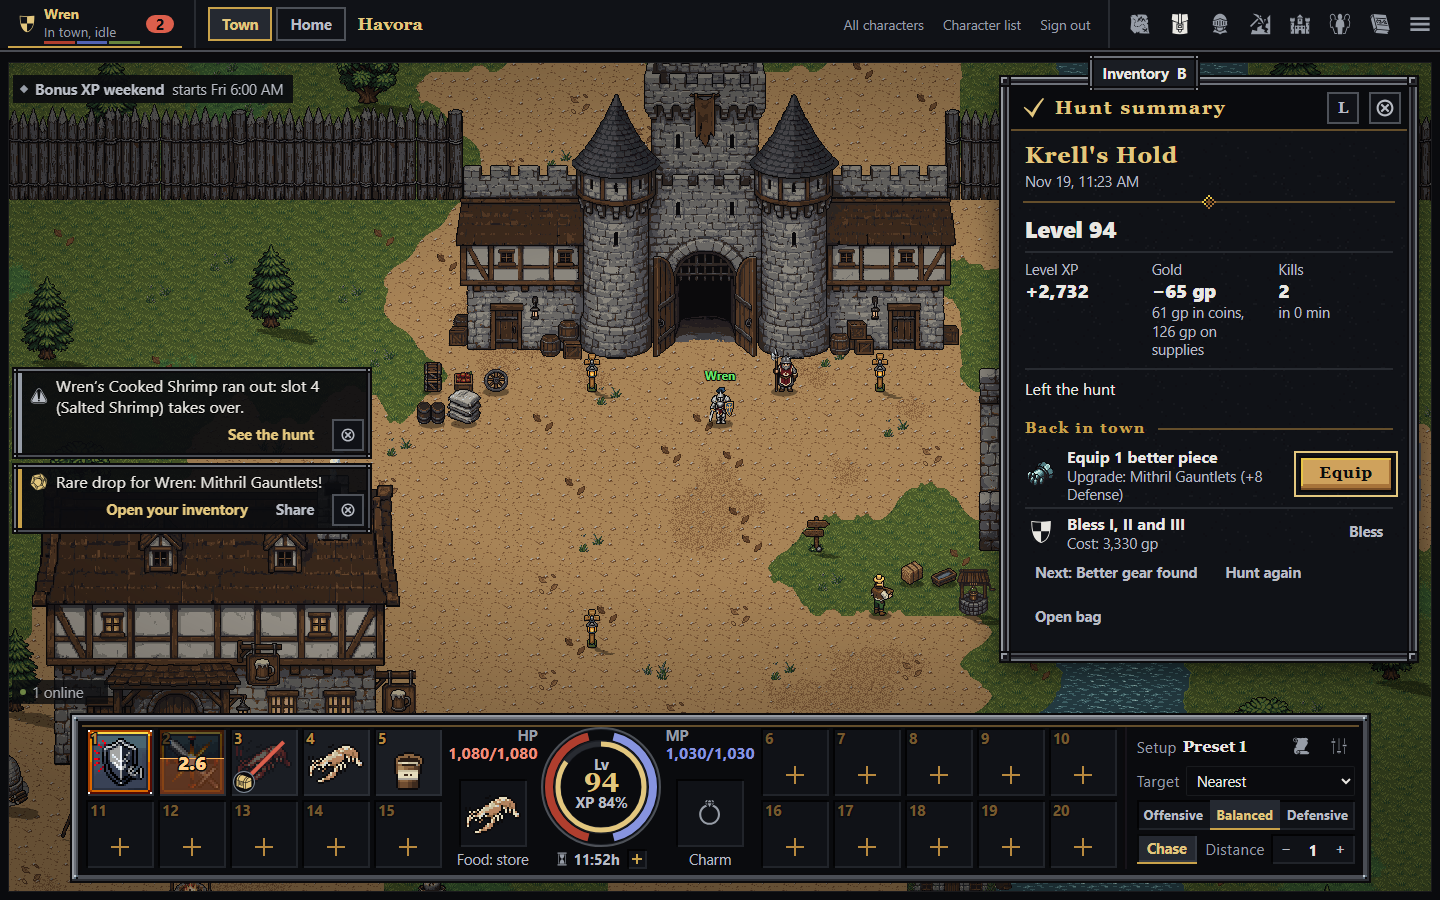 Wren
In town, idle
2
Town
Home
Havora
All characters
Character list
Sign out
Bonus XP weekend starts Fri 6:00 AM
Inventory B
Hunt summary
L
Krell's Hold
Nov 19, 11:23 AM
Level 94
Level XP
+2,732
Gold
−65 gp
61 gp in coins,
126 gp on
supplies
Kills
2
in 0 min
Left the hunt
Back in town
Equip 1 better piece
Upgrade: Mithril Gauntlets (+8
Defense)
Equip
Bless I, II and III
Cost: 3,330 gp
Bless
Next: Better gear found
Hunt again
Open bag
Wren
Wren's Cooked Shrimp ran out: slot 4
(Salted Shrimp) takes over.
See the hunt
Rare drop for Wren: Mithril Gauntlets!
Open your inventory
Share
1 online
1
2
2.6
3
4
5
HP
1,080/1,080
Lv
94
XP 84%
MP
1,030/1,030
6
7
8
9
10
11
12
13
14
15
Food: store
11:52h
+
Charm
16
17
18
19
20
Setup Preset 1
Target Nearest
Offensive
Balanced
Defensive
Chase
Distance
− 1 +